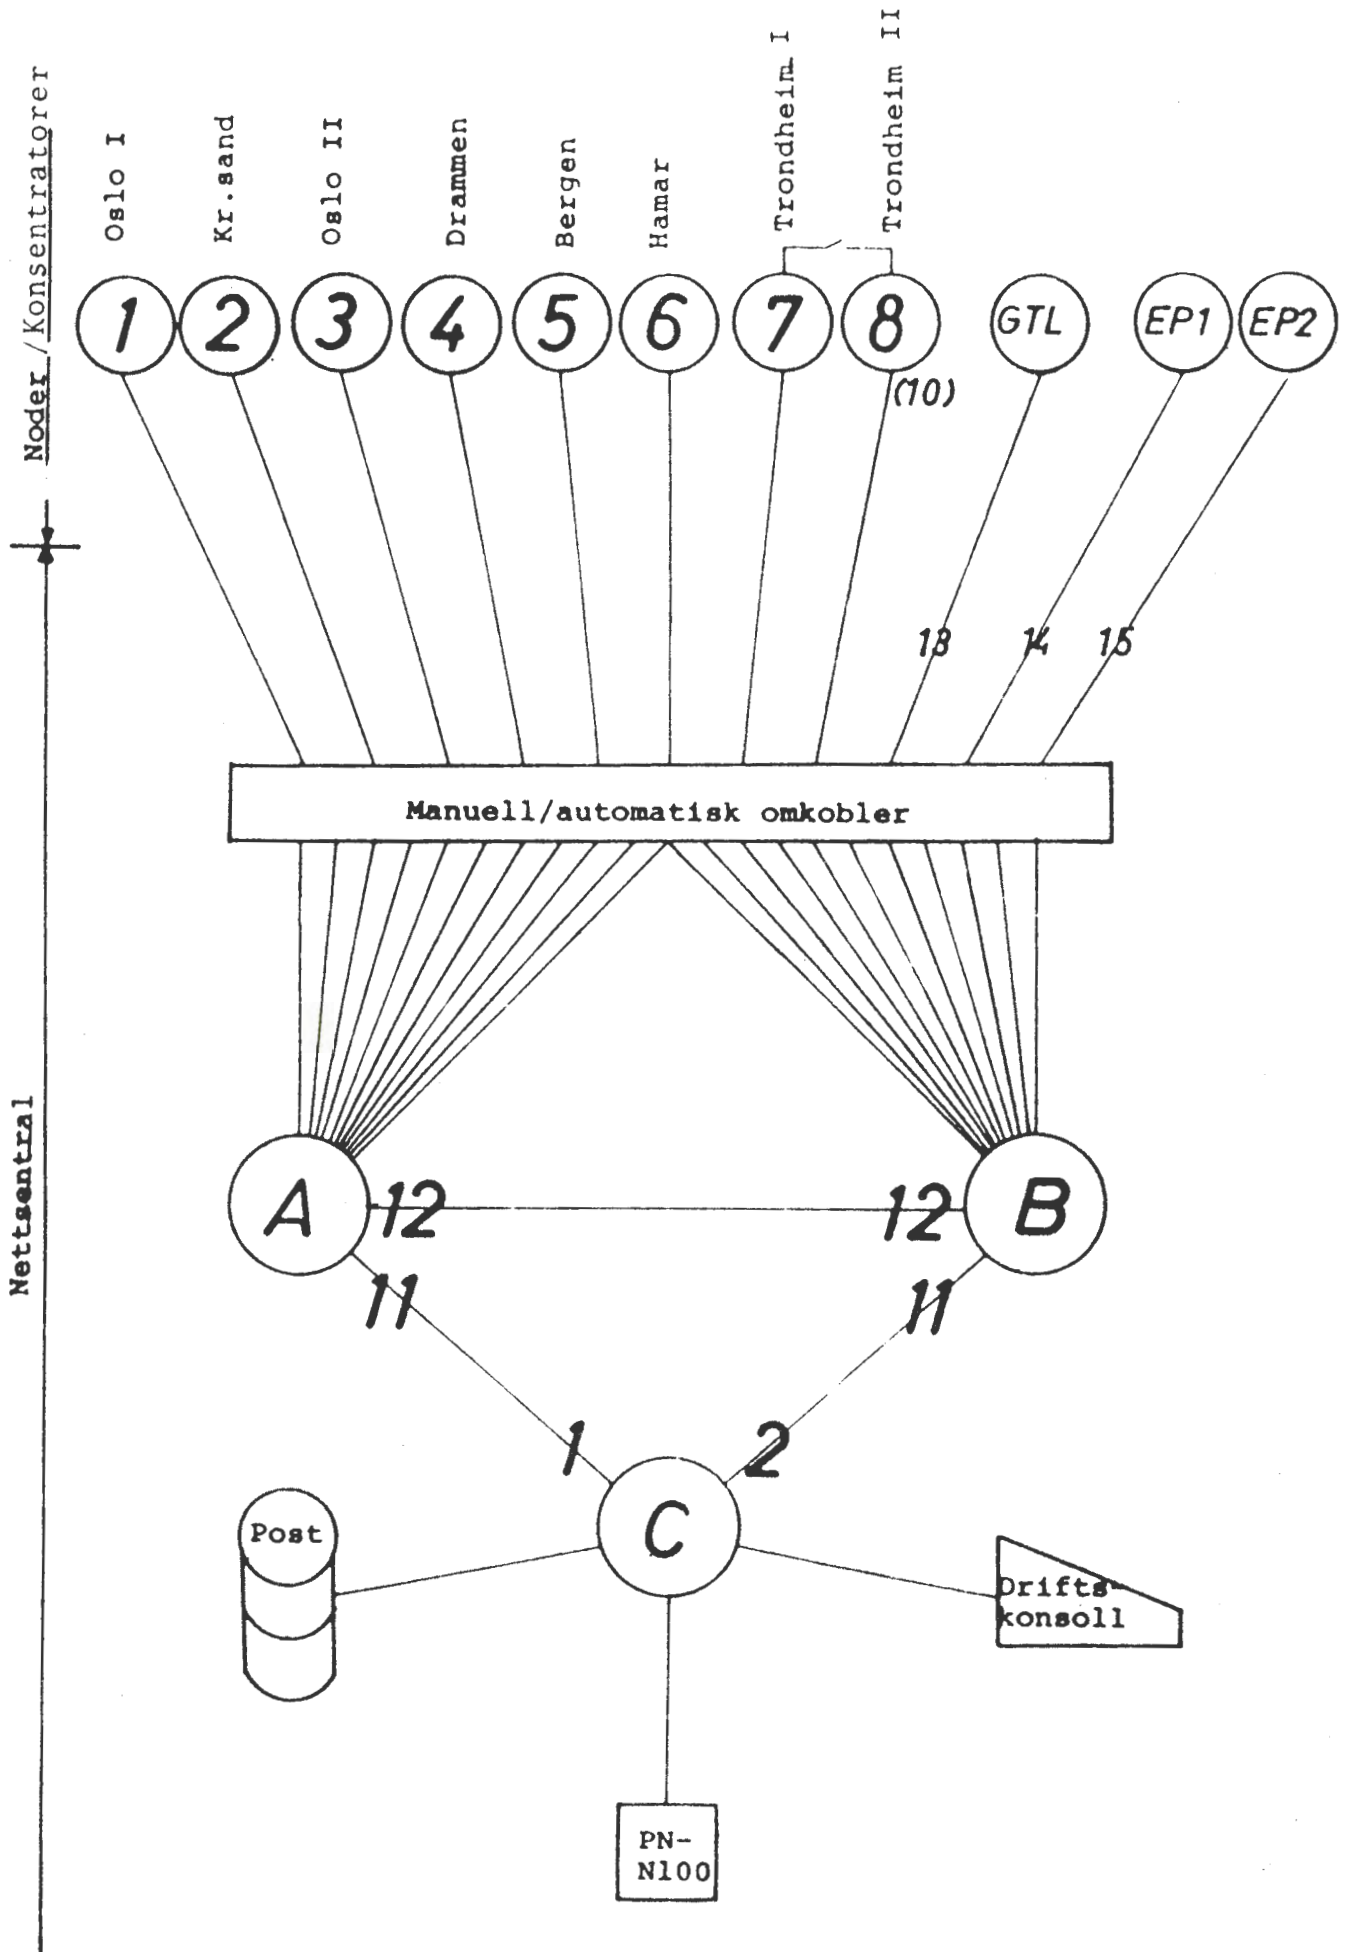 Noder/Konsentratorer
Oslo I
Kr.sand
Oslo II
Drammen
Bergen
Hamar
Trondheim I
Trondheim II
1
2
3
4
5
6
7
8
GTL
EP1
EP2
(10)
13
14
15
Manuell/automatisk omkobler
Nettsentral
A
12
12
B
11
11
1
2
C
Post
Drifts-
konsoll
PN-
N100